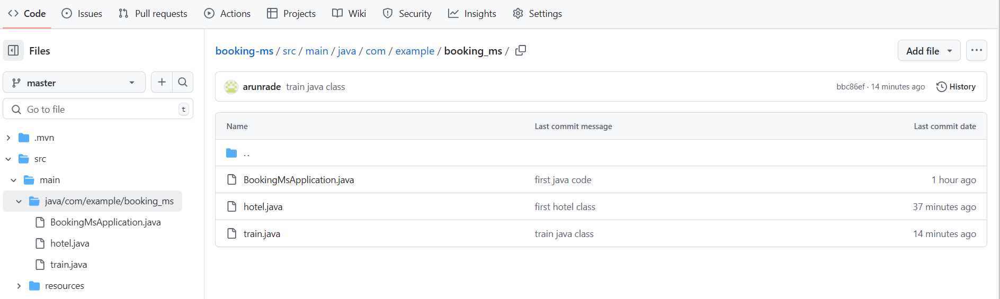 Code Issues Pull requests Actions Projects Wiki Security Insights Settings
Files
master
Go to file t
.mvn
src
main
java/com/example/booking_ms
BookingMsApplication.java
hotel.java
train.java
resources
booking-ms / src / main / java / com / example / booking_ms /
Add file
arunrade train java class bbc86ef · 14 minutes ago History
Name Last commit message Last commit date
..
BookingMsApplication.java first java code 1 hour ago
hotel.java first hotel class 37 minutes ago
train.java train java class 14 minutes ago